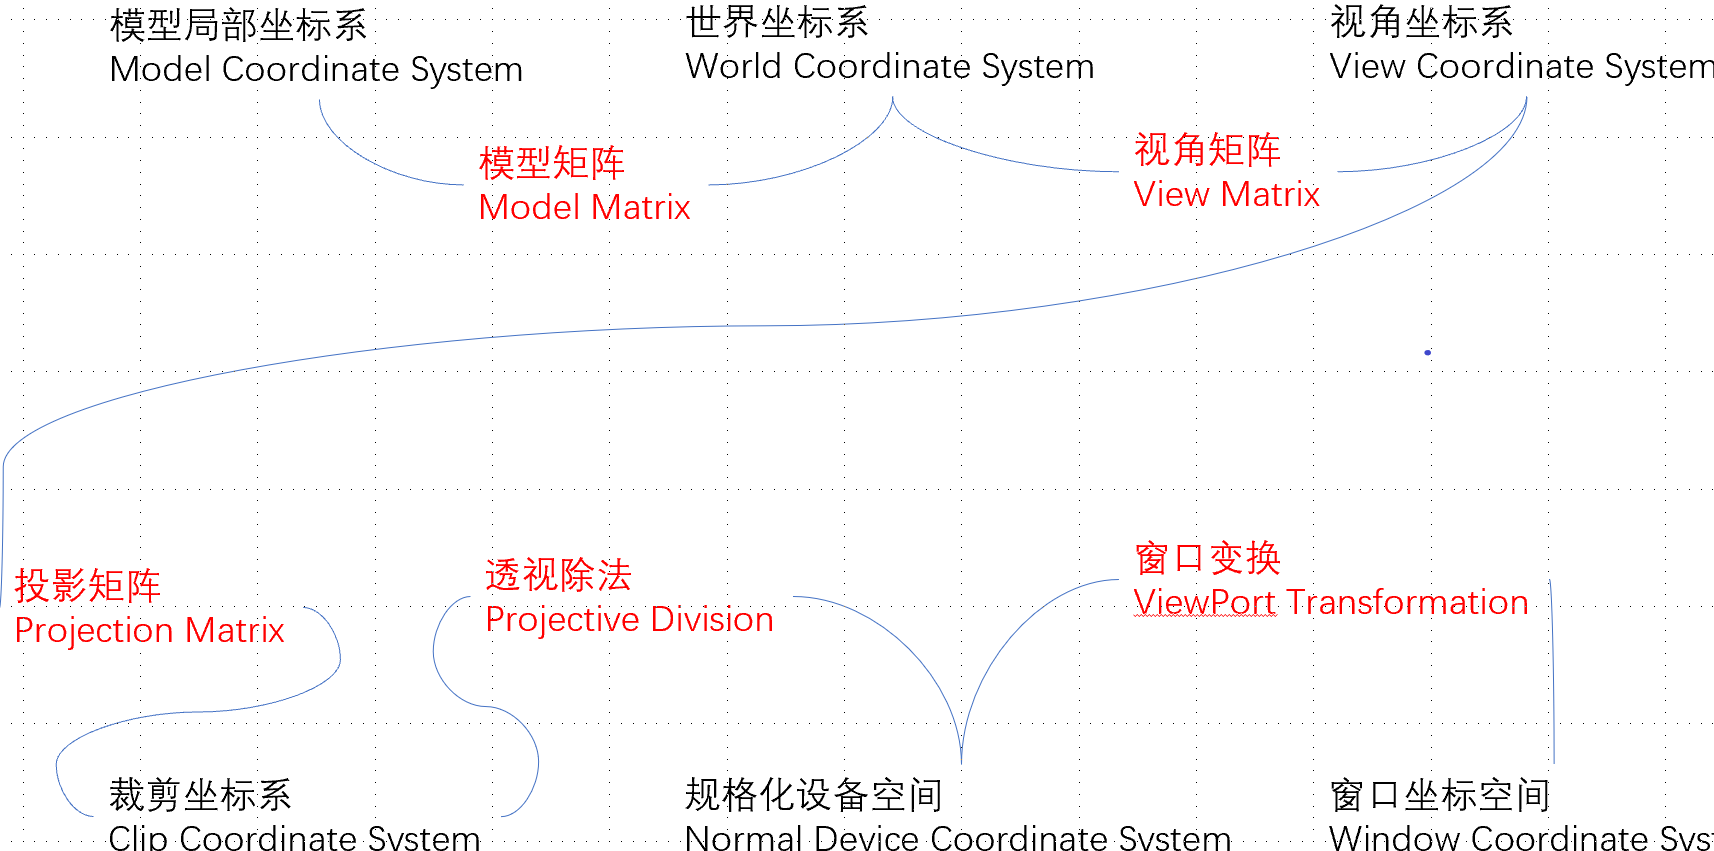 模型局部坐标系
Model Coordinate System
世界坐标系
World Coordinate System
视角坐标系
View Coordinate System
模型矩阵
Model Matrix
视角矩阵
View Matrix
投影矩阵
Projection Matrix
透视除法
Projective Division
窗口变换
ViewPort Transformation
裁剪坐标系
Clip Coordinate System
规格化设备空间
Normal Device Coordinate System
窗口坐标空间
Window Coordinate Sys